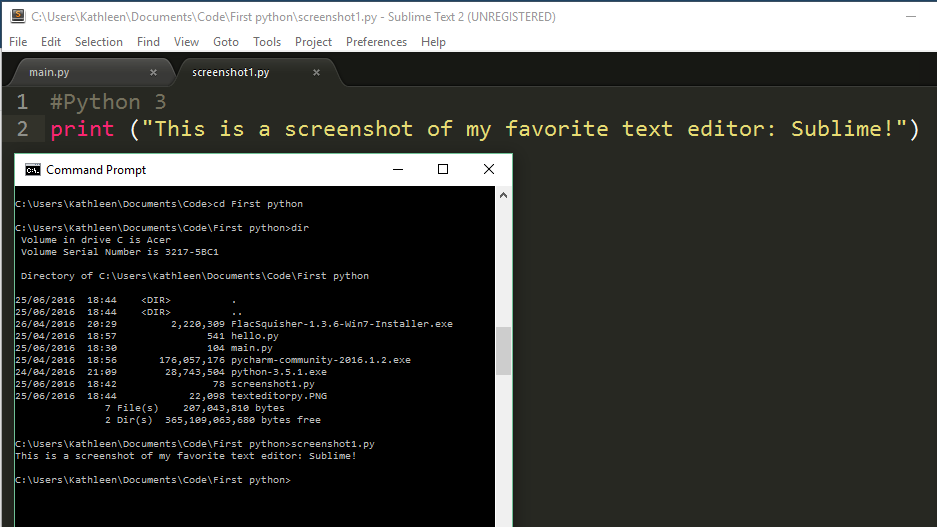 C:\Users\Kathleen\Documents\Code\First python\screenshot1.py - Sublime Text 2 (UNREGISTERED)
File Edit Selection Find View Goto Tools Project Preferences Help
main.py × screenshot1.py ×
1 #Python 3
2 print ("This is a screenshot of my favorite text editor: Sublime!")
Command Prompt
C:\Users\Kathleen\Documents\Code>cd First python
C:\Users\Kathleen\Documents\Code\First python>dir
Volume in drive C is Acer
Volume Serial Number is 3217-5BC1
Directory of C:\Users\Kathleen\Documents\Code\First python
25/06/2016 18:44 <DIR> .
25/06/2016 18:44 <DIR> ..
26/04/2016 20:29 2,220,309 FlacSquisher-1.3.6-Win7-Installer.exe
25/04/2016 18:57 541 hello.py
25/06/2016 18:30 104 main.py
25/04/2016 18:56 176,057,176 pycharm-community-2016.1.2.exe
24/04/2016 21:09 28,743,504 python-3.5.1.exe
25/06/2016 18:42 78 screenshot1.py
25/06/2016 18:44 22,098 texteditorpy.PNG
7 File(s) 207,043,810 bytes
2 Dir(s) 365,109,063,680 bytes free
C:\Users\Kathleen\Documents\Code\First python>screenshot1.py
This is a screenshot of my favorite text editor: Sublime!
C:\Users\Kathleen\Documents\Code\First python>